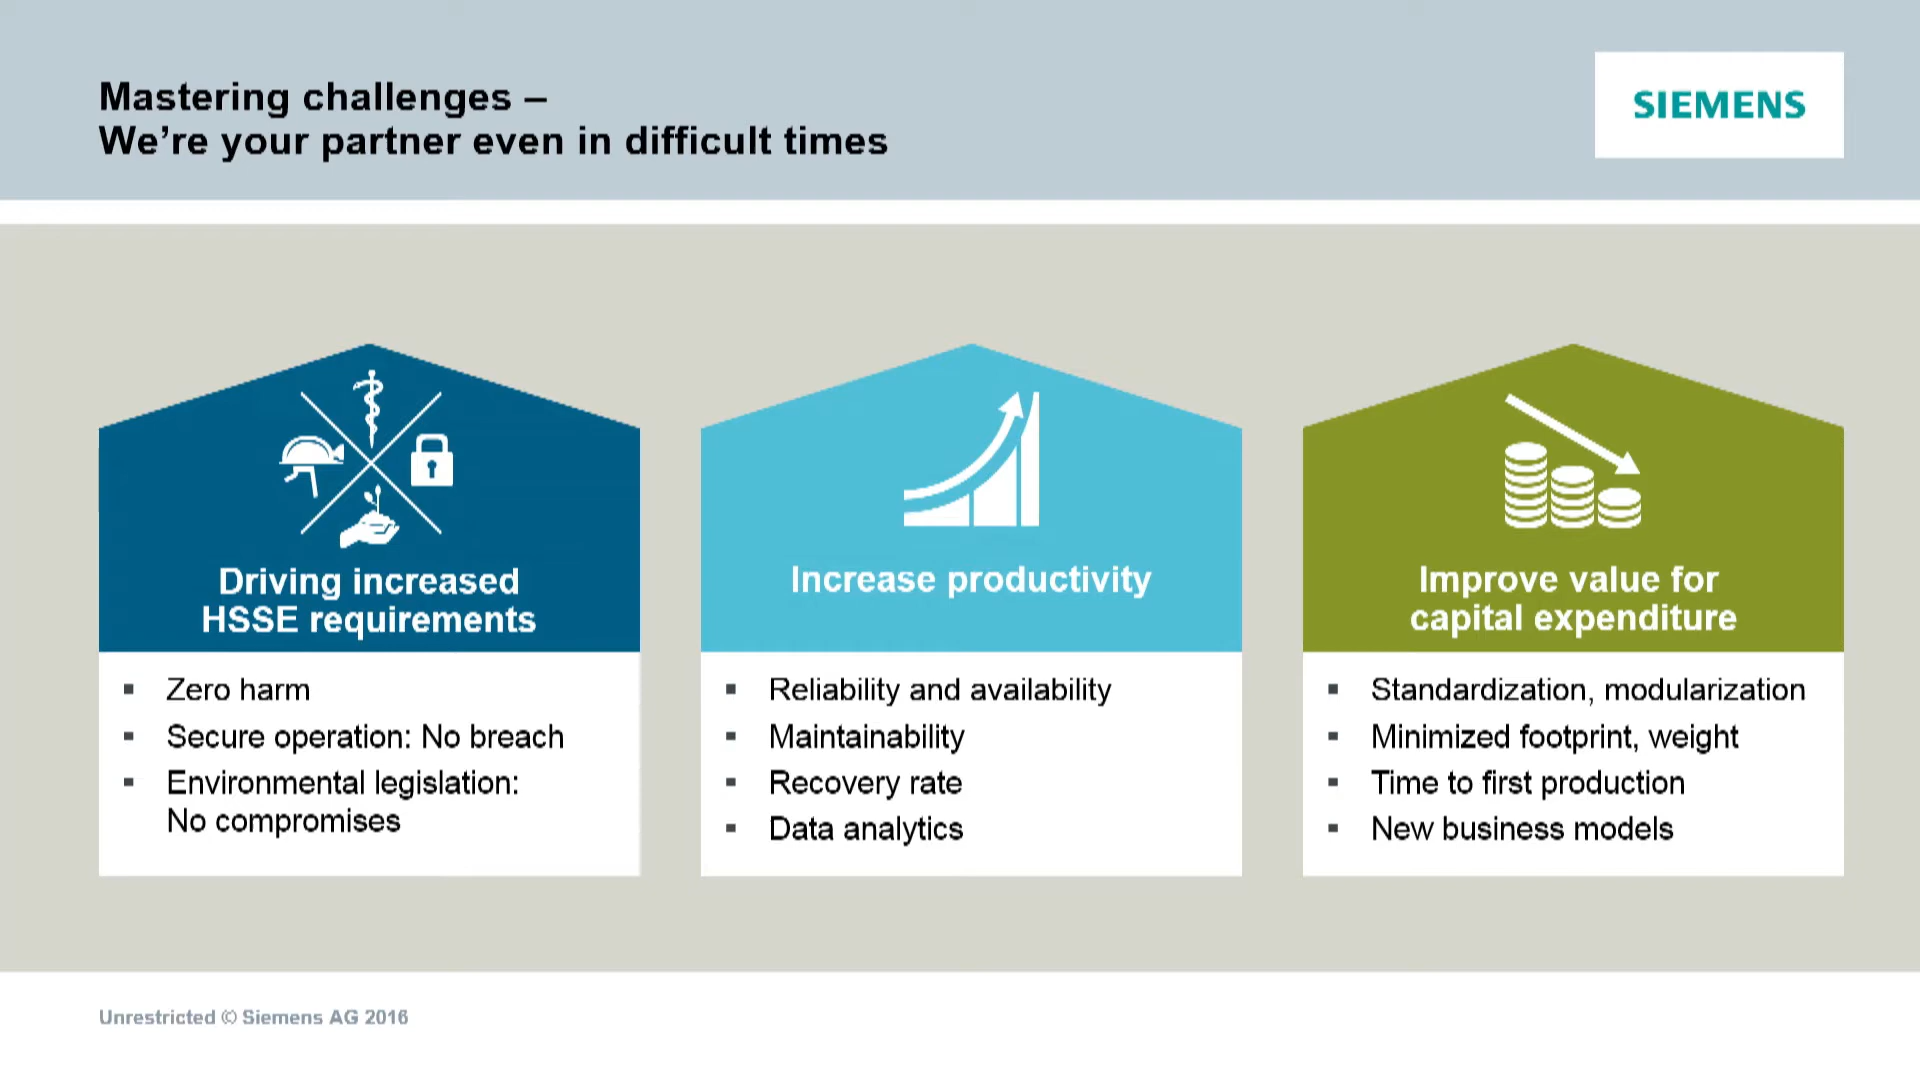 Mastering challenges –
We’re your partner even in difficult times
SIEMENS
Driving increased
HSSE requirements
▪ Zero harm
▪ Secure operation: No breach
▪ Environmental legislation:
No compromises
Increase productivity
▪ Reliability and availability
▪ Maintainability
▪ Recovery rate
▪ Data analytics
Improve value for
capital expenditure
▪ Standardization, modularization
▪ Minimized footprint, weight
▪ Time to first production
▪ New business models
Unrestricted © Siemens AG 2016